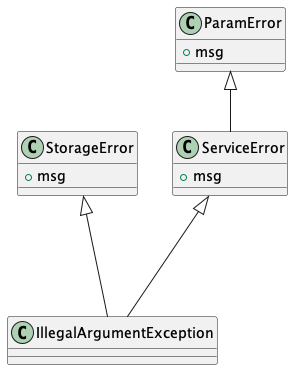 C ParamError
msg
C StorageError
msg
C ServiceError
msg
C IllegalArgumentException